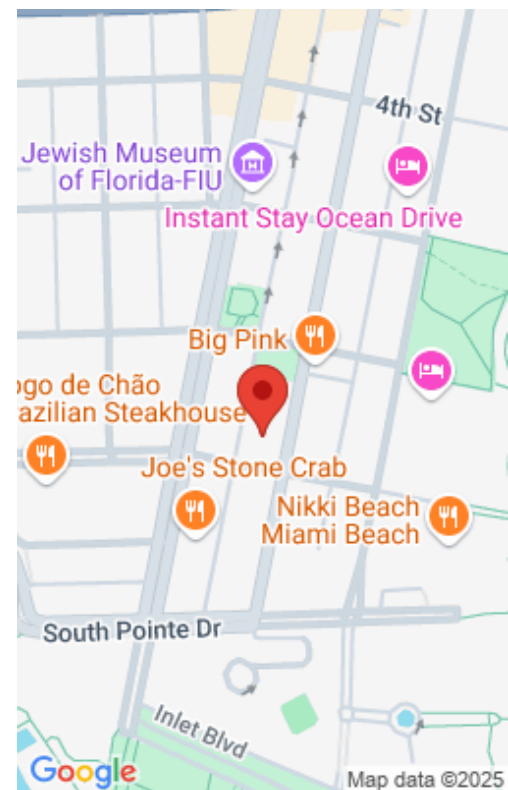 4th St
Jewish Museum
of Florida-FIU
Instant Stay Ocean Drive
Big Pink
ogo de Chão
azilian Steakhouse
Joe's Stone Crab
Nikki Beach
Miami Beach
South Pointe Dr
Inlet Blvd
Google
Map data ©2025